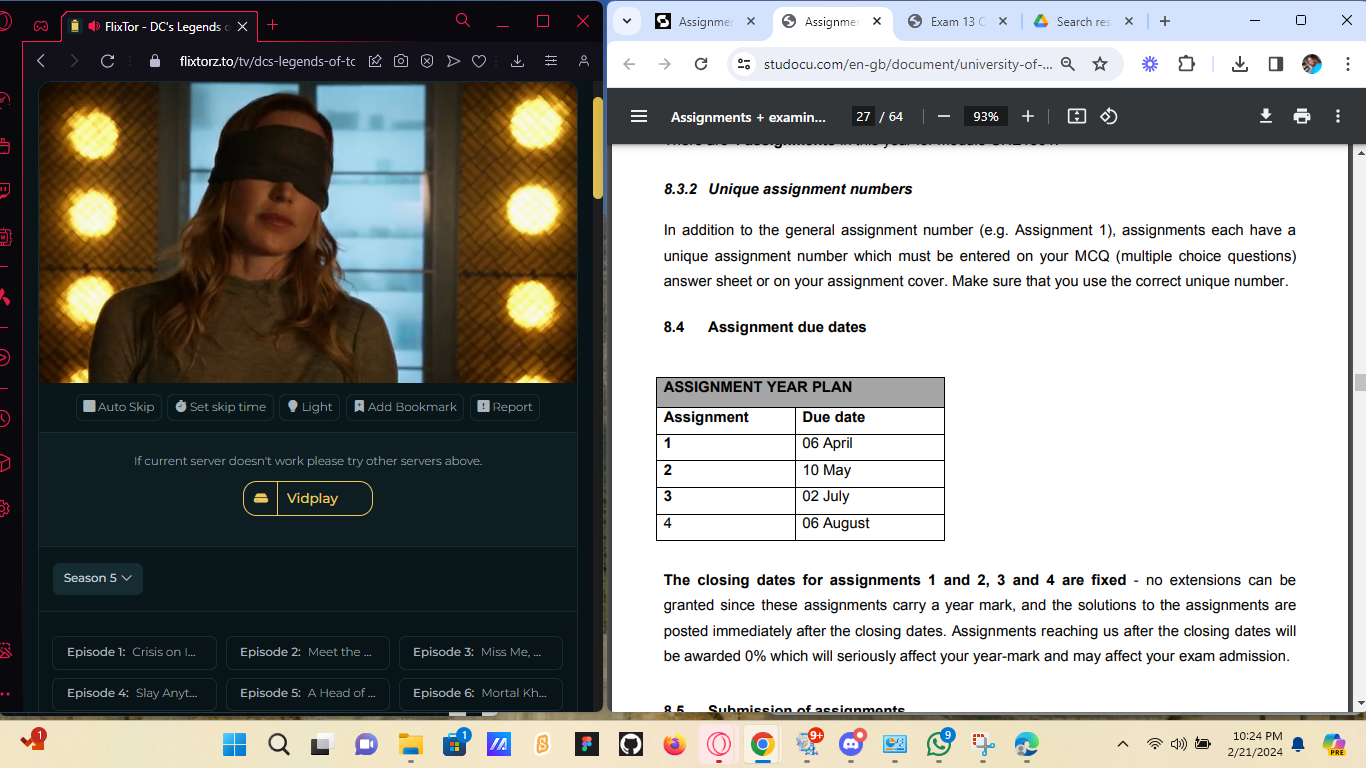 FlixTor - DC's Legends o
flixtorz.to/tv/dcs-legends-of-to
Auto Skip
Set skip time
Light
Add Bookmark
Report
If current server doesn't work please try other servers above.
Vidplay
Season 5
Episode 1: Crisis on I...
Episode 2: Meet the ...
Episode 3: Miss Me, ...
Episode 4: Slay Anyt...
Episode 5: A Head of ...
Episode 6: Mortal Kh...
Assignmer
Assignmer
Exam 13 C
Search res
studocu.com/en-gb/document/university-of-...
Assignments + examin...
27 / 64
93%
8.3.2 Unique assignment numbers
In addition to the general assignment number (e.g. Assignment 1), assignments each have a
unique assignment number which must be entered on your MCQ (multiple choice questions)
answer sheet or on your assignment cover. Make sure that you use the correct unique number.
8.4 Assignment due dates
ASSIGNMENT YEAR PLAN
Assignment Due date
1 06 April
2 10 May
3 02 July
4 06 August
The closing dates for assignments 1 and 2, 3 and 4 are fixed - no extensions can be
granted since these assignments carry a year mark, and the solutions to the assignments are
posted immediately after the closing dates. Assignments reaching us after the closing dates will
be awarded 0% which will seriously affect your year-mark and may affect your exam admission.
8.5 Submission of assignments
1
1
9+
9
10:24 PM
2/21/2024
PRE